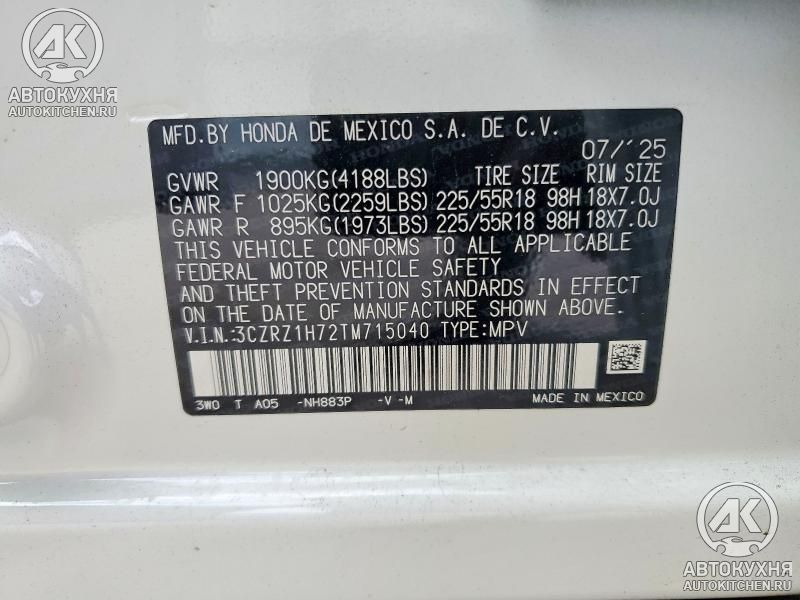 AK
АВТОКУХНЯ
AUTOKITCHEN.RU
MFD.BY HONDA DE MEXICO S.A. DE C.V.
07/'25
GVWR 1900KG(4188LBS) TIRE SIZE RIM SIZE
GAWR F 1025KG(2259LBS) 225/55R18 98H 18X7.0J
GAWR R 895KG(1973LBS) 225/55R18 98H 18X7.0J
THIS VEHICLE CONFORMS TO ALL APPLICABLE
FEDERAL MOTOR VEHICLE SAFETY
AND THEFT PREVENTION STANDARDS IN EFFECT
ON THE DATE OF MANUFACTURE SHOWN ABOVE.
V.I.N.:3CZRZ1H72TM715040 TYPE:MPV
3W0 T A05 -NH883P -V -M MADE IN MEXICO
AK
АВТОКУХНЯ
AUTOKITCHEN.RU